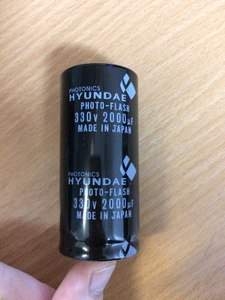 PHOTONICS
HYUNDAE
PHOTO-FLASH
330V 2000µF
MADE IN JAPAN
PHOTONICS
HYUNDAE
PHOTO-FLASH
330V 2000µF
MADE IN JAPAN